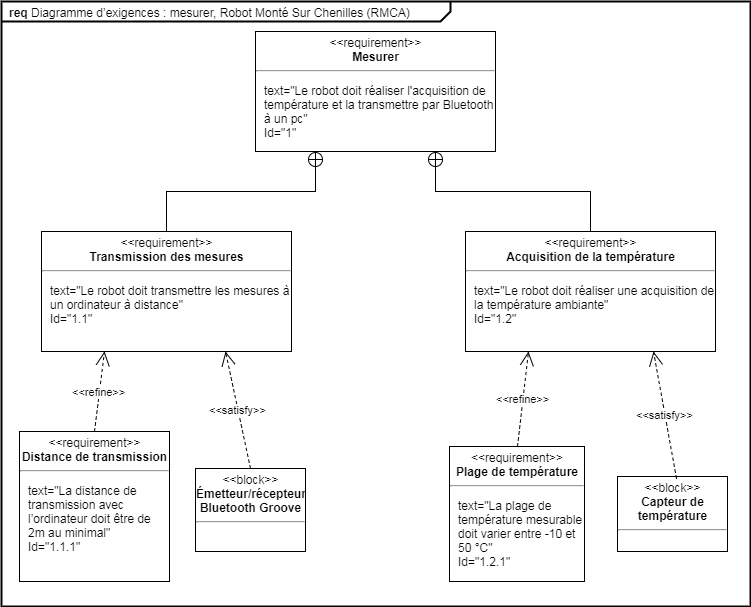 req Diagramme d'exigences : mesurer, Robot Monté Sur Chenilles (RMCA)
<<requirement>>
Mesurer
text="Le robot doit réaliser l'acquisition de
température et la transmettre par Bluetooth
à un pc"
Id="1"
<<requirement>>
Transmission des mesures
text="Le robot doit transmettre les mesures à
un ordinateur à distance"
Id="1.1"
<<requirement>>
Acquisition de la température
text="Le robot doit réaliser une acquisition de
la température ambiante"
Id="1.2"
<<refine>>
<<satisfy>>
<<refine>>
<<satisfy>>
<<requirement>>
Distance de transmission
text="La distance de
transmission avec
l'ordinateur doit être de
2m au minimal"
Id="1.1.1"
<<block>>
Émetteur/récepteur
Bluetooth Groove
<<requirement>>
Plage de température
text="La plage de
température mesurable
doit varier entre -10 et
50 °C"
Id="1.2.1"
<<block>>
Capteur de
température